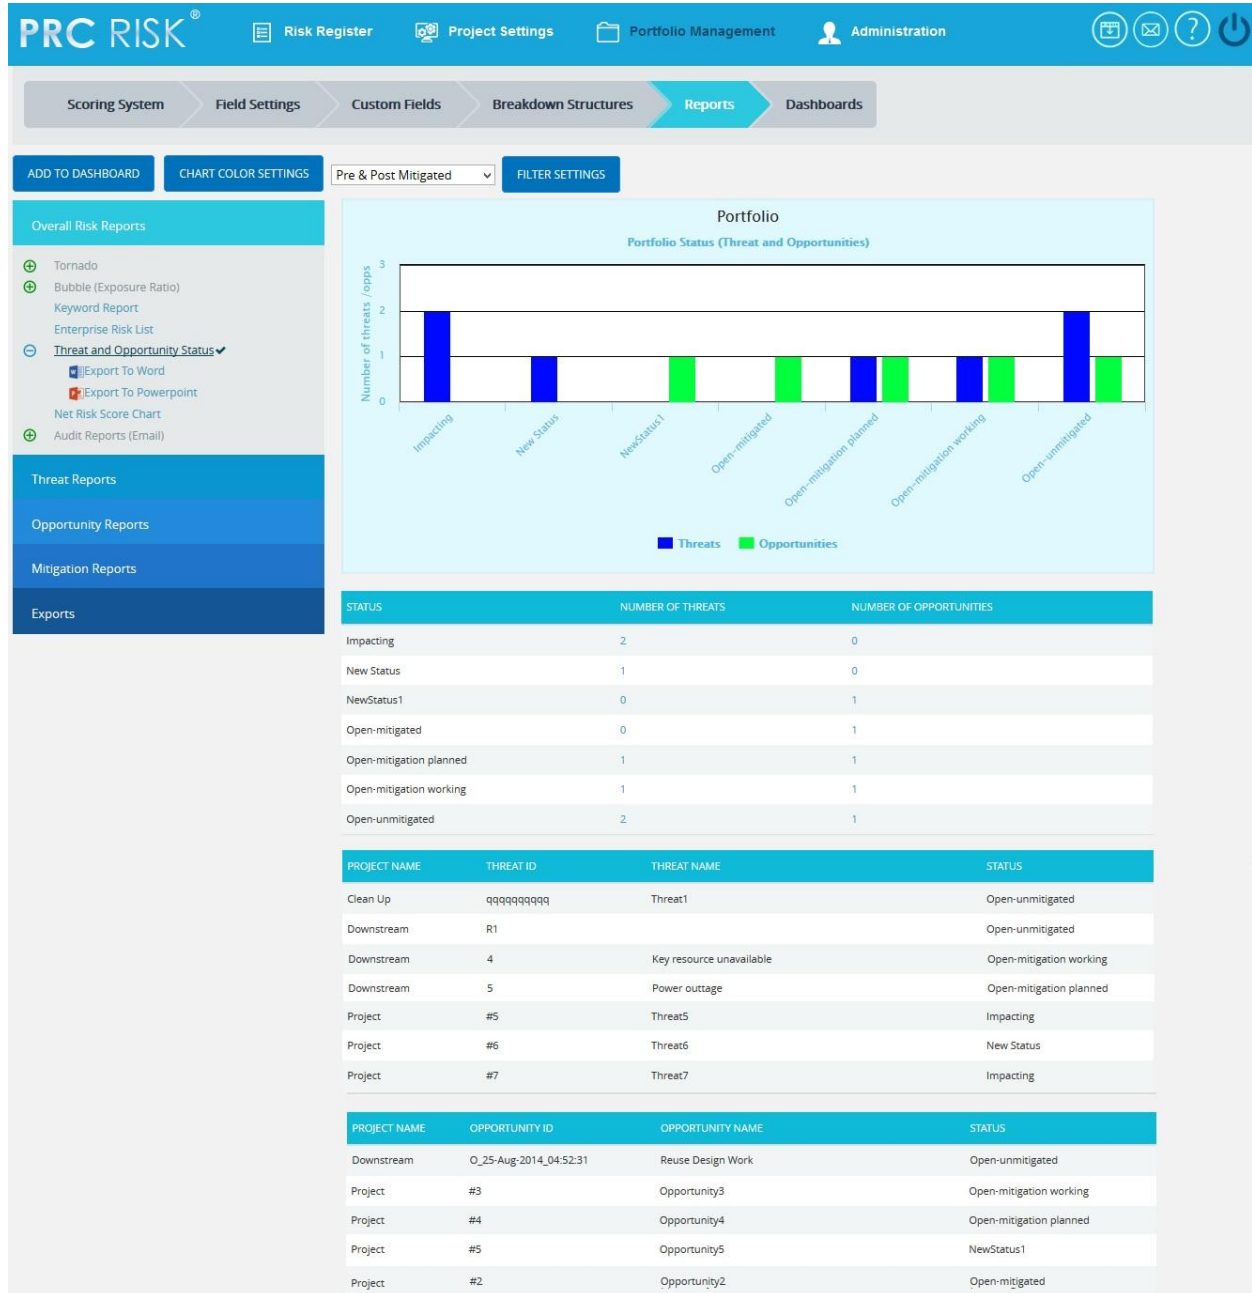 PRC RISK®
Risk Register Project Settings Portfolio Management Administration
Scoring System Field Settings Custom Fields Breakdown Structures Reports Dashboards
ADD TO DASHBOARD CHART COLOR SETTINGS Pre & Post Mitigated FILTER SETTINGS
Overall Risk Reports
Tornado
Bubble (Exposure Ratio)
Keyword Report
Enterprise Risk List
Threat and Opportunity Status
Export To Word
Export To Powerpoint
Net Risk Score Chart
Audit Reports (Email)
Threat Reports
Opportunity Reports
Mitigation Reports
Exports
Portfolio
Portfolio Status (Threat and Opportunities)
Number of threats /opps
3
2
1
0
Impacting
New Status
NewStatus1
Open-mitigated
Open-mitigation planned
Open-mitigation working
Open-unmitigated
Threats Opportunities
STATUS NUMBER OF THREATS NUMBER OF OPPORTUNITIES
Impacting 2 0
New Status 1 0
NewStatus1 0 1
Open-mitigated 0 1
Open-mitigation planned 1 1
Open-mitigation working 1 1
Open-unmitigated 2 1
PROJECT NAME THREAT ID THREAT NAME STATUS
Clean Up qqqqqqqqqq Threat1 Open-unmitigated
Downstream R1 Open-unmitigated
Downstream 4 Key resource unavailable Open-mitigation working
Downstream 5 Power outtage Open-mitigation planned
Project #5 Threat5 Impacting
Project #6 Threat6 New Status
Project #7 Threat7 Impacting
PROJECT NAME OPPORTUNITY ID OPPORTUNITY NAME STATUS
Downstream O_25-Aug-2014_04:52:31 Reuse Design Work Open-unmitigated
Project #3 Opportunity3 Open-mitigation working
Project #4 Opportunity4 Open-mitigation planned
Project #5 Opportunity5 NewStatus1
Project #2 Opportunity2 Open-mitigated